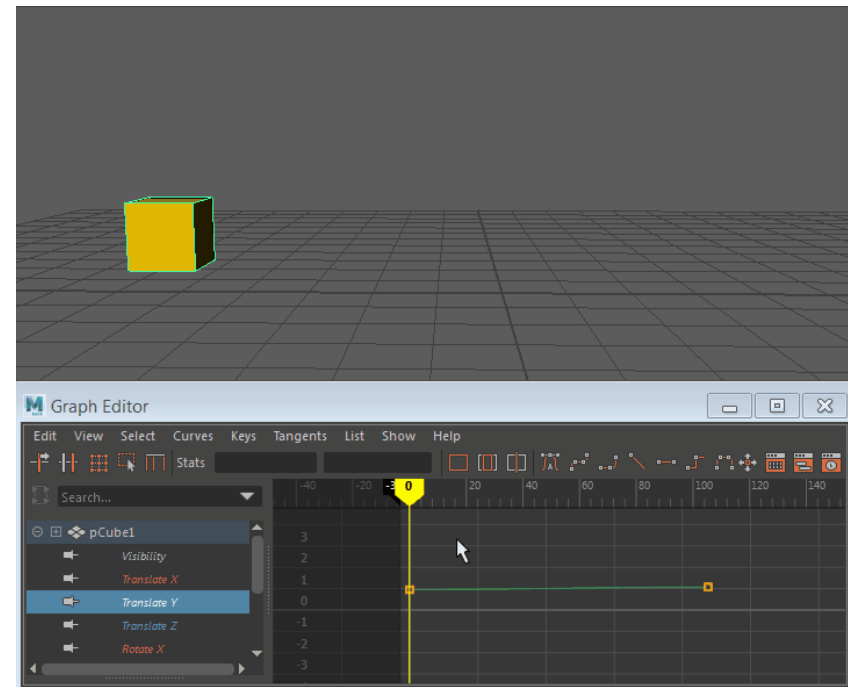 Graph Editor
Edit View Select Curves Keys Tangents List Show Help
Stats
-40 -20 0 20 40 60 80 100 120 140
Search...
pCube1
Visibility
Translate X
Translate Y
Translate Z
Rotate X
3
2
1
0
-1
-2
-3